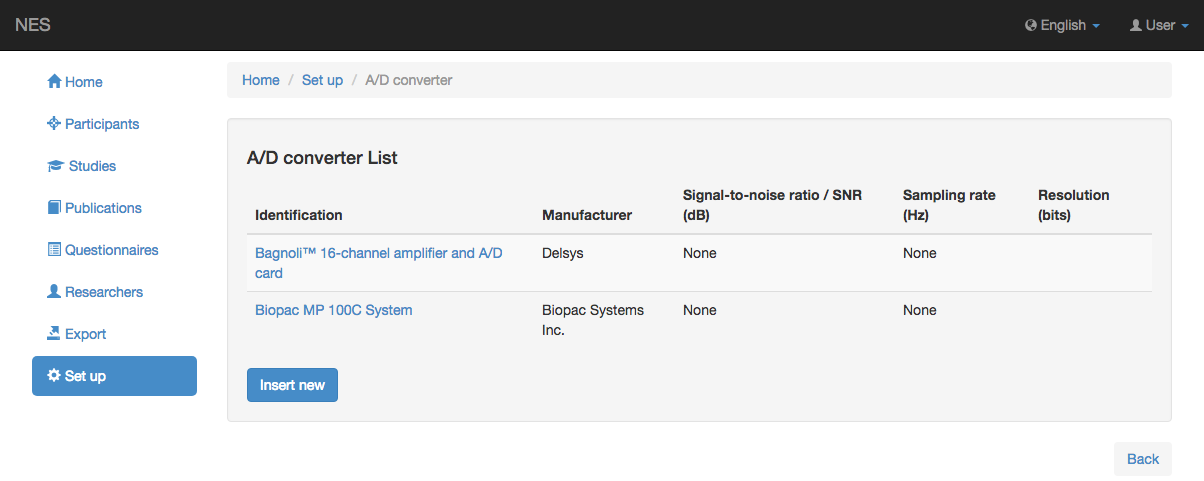 NES
English
User
Home
Participants
Studies
Publications
Questionnaires
Researchers
Export
Set up
Home / Set up / A/D converter
A/D converter List
Identification Manufacturer Signal-to-noise ratio / SNR (dB) Sampling rate (Hz) Resolution (bits)
Bagnoli™ 16-channel amplifier and A/D card Delsys None None
Biopac MP 100C System Biopac Systems Inc. None None
Insert new
Back